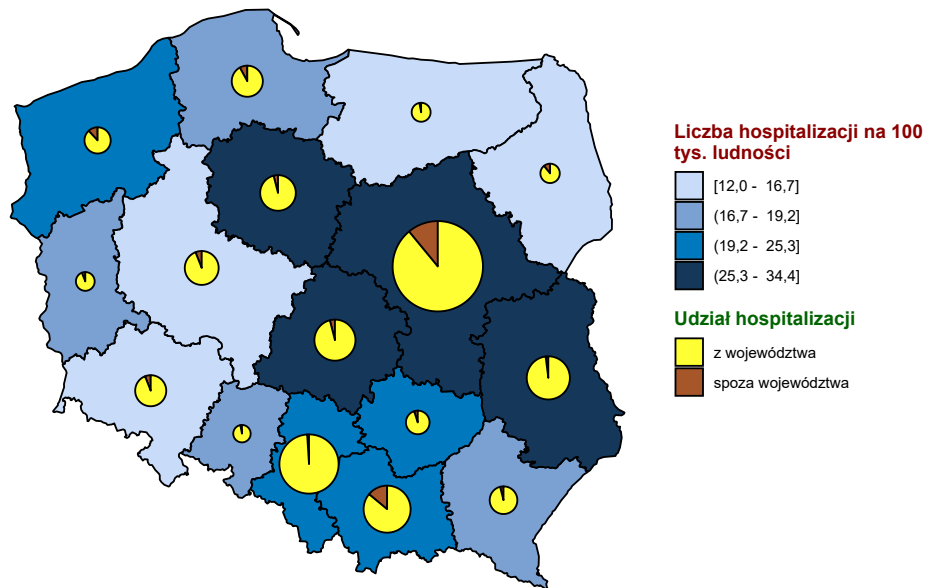 Liczba hospitalizacji na 100
tys. ludności
[12,0 - 16,7]
(16,7 - 19,2]
(19,2 - 25,3]
(25,3 - 34,4]
Udział hospitalizacji
z województwa
spoza województwa